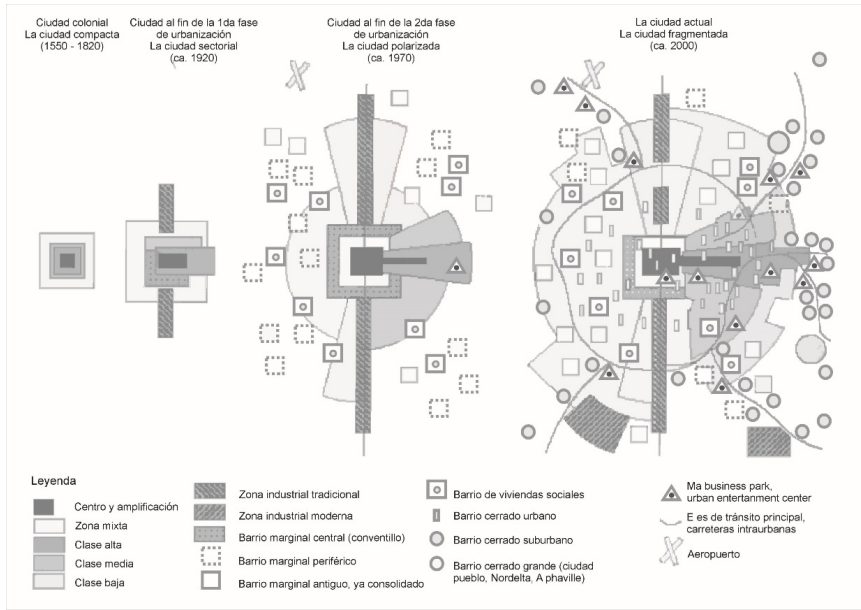 Ciudad colonial
La ciudad compacta
(1550 - 1820)
Ciudad al fin de la 1da fase
de urbanización
La ciudad sectorial
(ca. 1920)
Ciudad al fin de la 2da fase
de urbanización
La ciudad polarizada
(ca. 1970)
La ciudad actual
La ciudad fragmentada
(ca. 2000)
Leyenda
Centro y amplificación
Zona mixta
Clase alta
Clase media
Clase baja
Zona industrial tradicional
Zona industrial moderna
Barrio marginal central (conventillo)
Barrio marginal periférico
Barrio marginal antiguo, ya consolidado
Barrio de viviendas sociales
Barrio cerrado urbano
Barrio cerrado suburbano
Barrio cerrado grande (ciudad
pueblo, Nordelta, A phaville)
Ma business park,
urban entertanment center
E es de tránsito principal,
carreteras intraurbanas
Aeropuerto